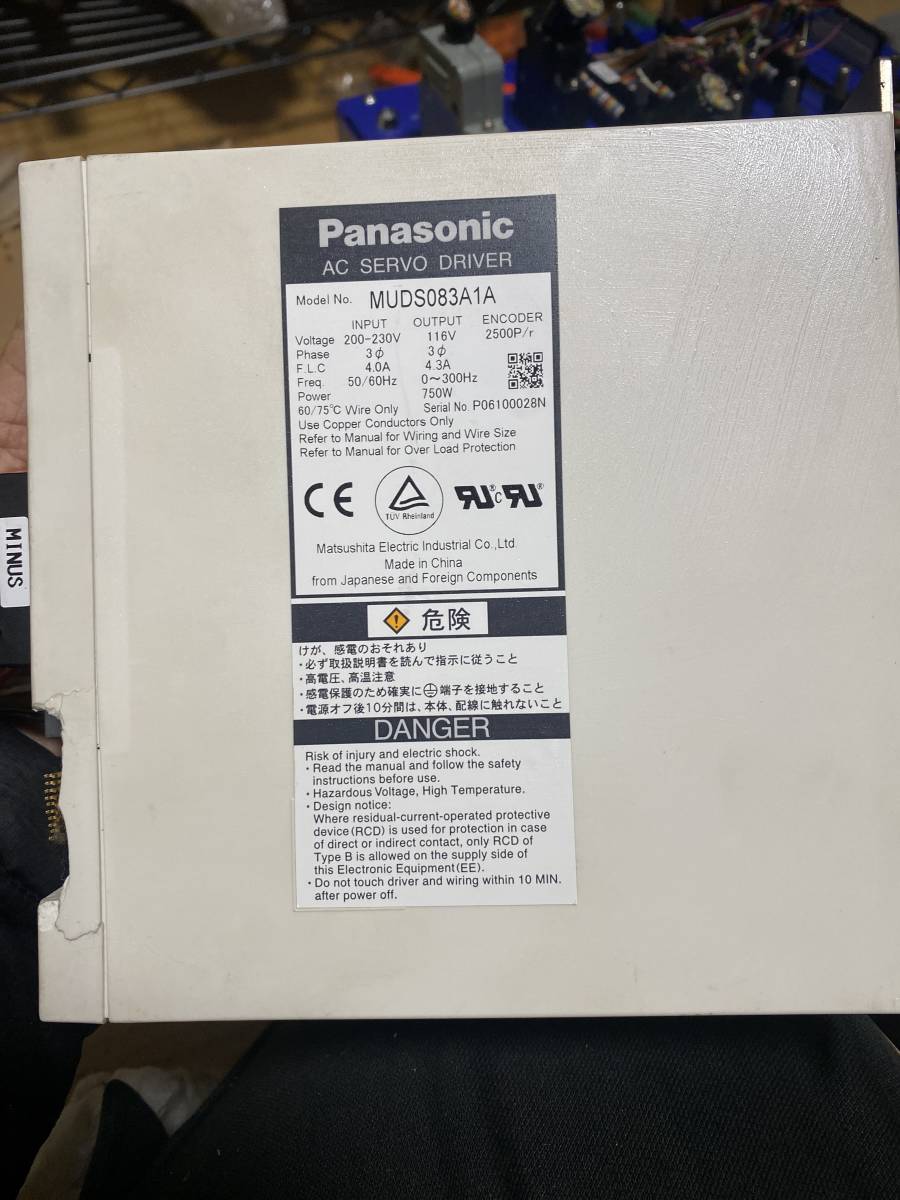 Panasonic
AC SERVO DRIVER
Model No. MUDS083A1A
INPUT OUTPUT ENCODER
Voltage 200-230V 116V 2500P/r
Phase 3ϕ 3ϕ
F.L.C 4.0A 4.3A
Freq. 50/60Hz 0～300Hz
Power 750W
60/75℃ Wire Only Serial No. P06100028N
Use Copper Conductors Only
Refer to Manual for Wiring and Wire Size
Refer to Manual for Over Load Protection
CE
TÜV Rheinland
RU® c RU®
Matsushita Electric Industrial Co.,Ltd.
Made in China
from Japanese and Foreign Components
MINUS
危険
けが、感電のおそれあり
・必ず取扱説明書を読んで指示に従うこと
・高電圧、高温注意
・感電保護のため確実に端子を接地すること
・電源オフ後10分間は、本体、配線に触れないこと
DANGER
Risk of injury and electric shock.
・Read the manual and follow the safety
instructions before use.
・Hazardous Voltage, High Temperature.
・Design notice:
Where residual-current-operated protective
device(RCD) is used for protection in case
of direct or indirect contact, only RCD of
Type B is allowed on the supply side of
this Electronic Equipment(EE).
・Do not touch driver and wiring within 10 MIN.
after power off.